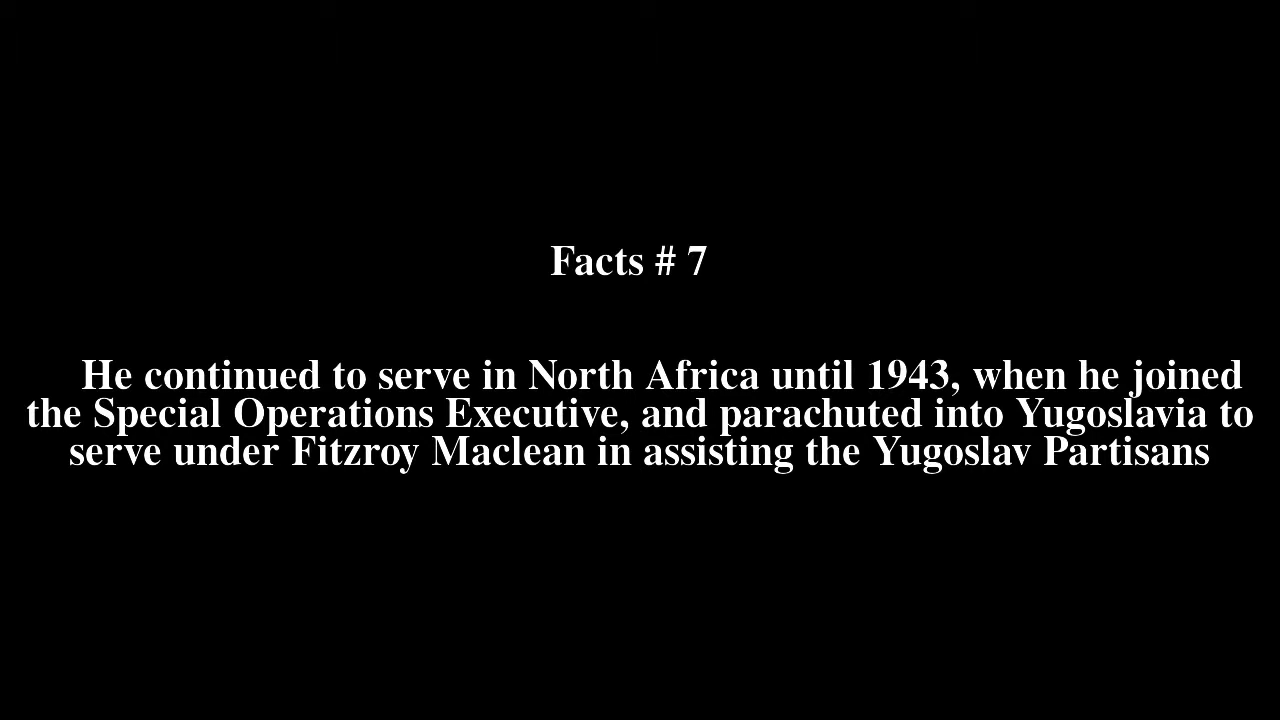 Facts # 7
He continued to serve in North Africa until 1943, when he joined
the Special Operations Executive, and parachuted into Yugoslavia to
serve under Fitzroy Maclean in assisting the Yugoslav Partisans